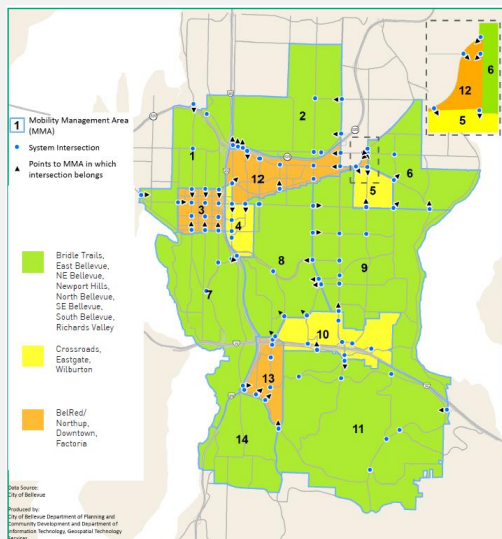 1 Mobility Management Area
(MMA)
System Intersection
Points to MMA in which
intersection belongs
Bridle Trails,
East Bellevue,
NE Bellevue,
Newport Hills,
North Bellevue,
SE Bellevue,
South Bellevue,
Richards Valley
Crossroads,
Eastgate,
Wilburton
BelRed/
Northup,
Downtown,
Factoria
Data Source:
City of Bellevue
Produced by:
City of Bellevue Department of Planning and
Community Development and Department of
Information Technology, Geospatial Technology
Services
6
12
5
2
1
12
6
5
3
4
8
9
7
10
13
11
14